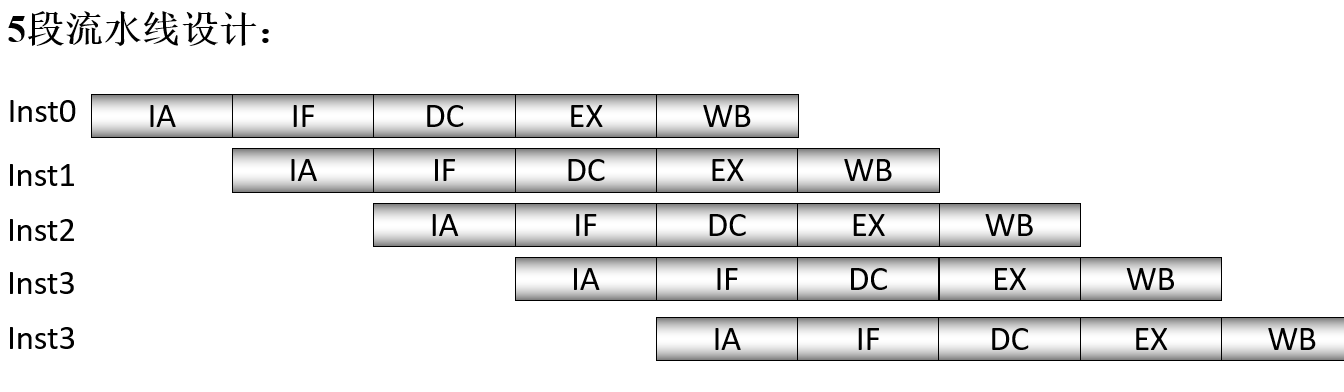 5段流水线设计：
Inst0 IA IF DC EX WB
Inst1 IA IF DC EX WB
Inst2 IA IF DC EX WB
Inst3 IA IF DC EX WB
Inst3 IA IF DC EX WB